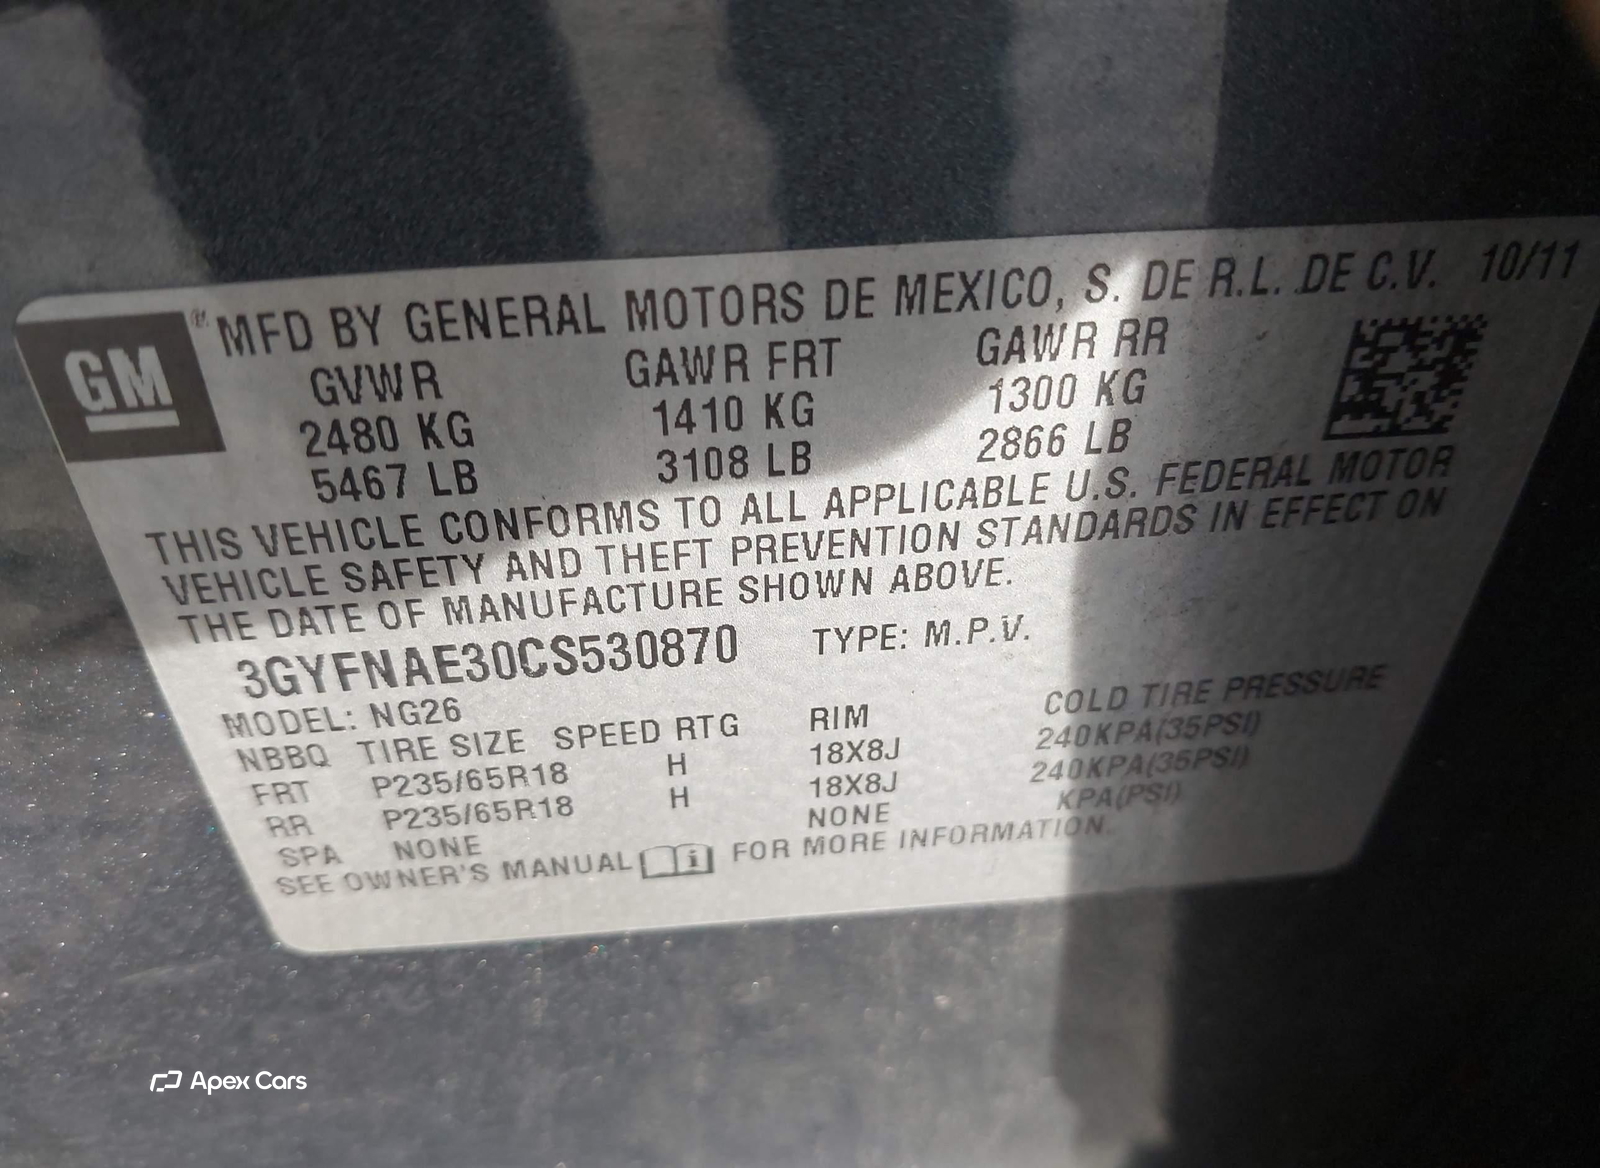 GM ® MFD BY GENERAL MOTORS DE MEXICO, S. DE R.L. DE C.V. 10/11
GVWR GAWR FRT GAWR RR
2480 KG 1410 KG 1300 KG
5467 LB 3108 LB 2866 LB
THIS VEHICLE CONFORMS TO ALL APPLICABLE U.S. FEDERAL MOTOR
VEHICLE SAFETY AND THEFT PREVENTION STANDARDS IN EFFECT ON
THE DATE OF MANUFACTURE SHOWN ABOVE.
3GYFNAE30CS530870 TYPE: M.P.V.
MODEL: NG26
NBBQ TIRE SIZE SPEED RTG RIM COLD TIRE PRESSURE
FRT P235/65R18 H 18X8J 240KPA(35PSI)
RR P235/65R18 H 18X8J 240KPA(35PSI)
SPA NONE NONE KPA(PSI)
SEE OWNER'S MANUAL i FOR MORE INFORMATION.
Apex Cars